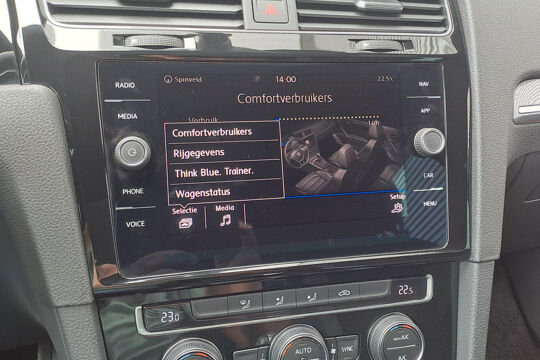 RADIO
MEDIA
PHONE
VOICE
Spinveld
14:00
22.5°c
Comfortverbruikers
Verbruik
Comfortverbruikers
Rijgegevens
Think Blue. Trainer.
Wagenstatus
Selectie
Media
Setup
NAV
APP
CAR
MENU
23.0
22.5
A/C
SYNC
A/C